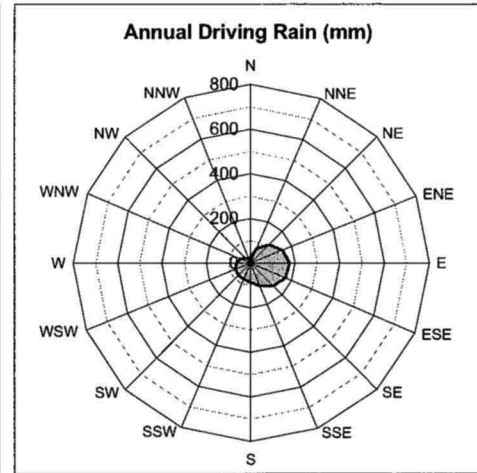 Annual Driving Rain (mm)
N
NNW
800
NNE
NW
600
NE
WNW
400
ENE
200
W
0
E
WSW
ESE
SW
SE
SSW
SSE
S